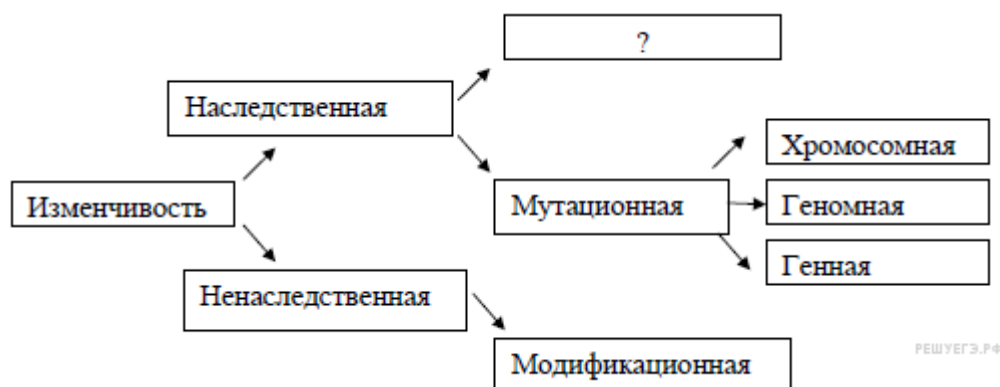 ?
Наследственная
Хромосомная
Изменчивость
Мутационная
Геномная
Генная
Ненаследственная
Модификационная
РЕШУЕГЭ.РФ